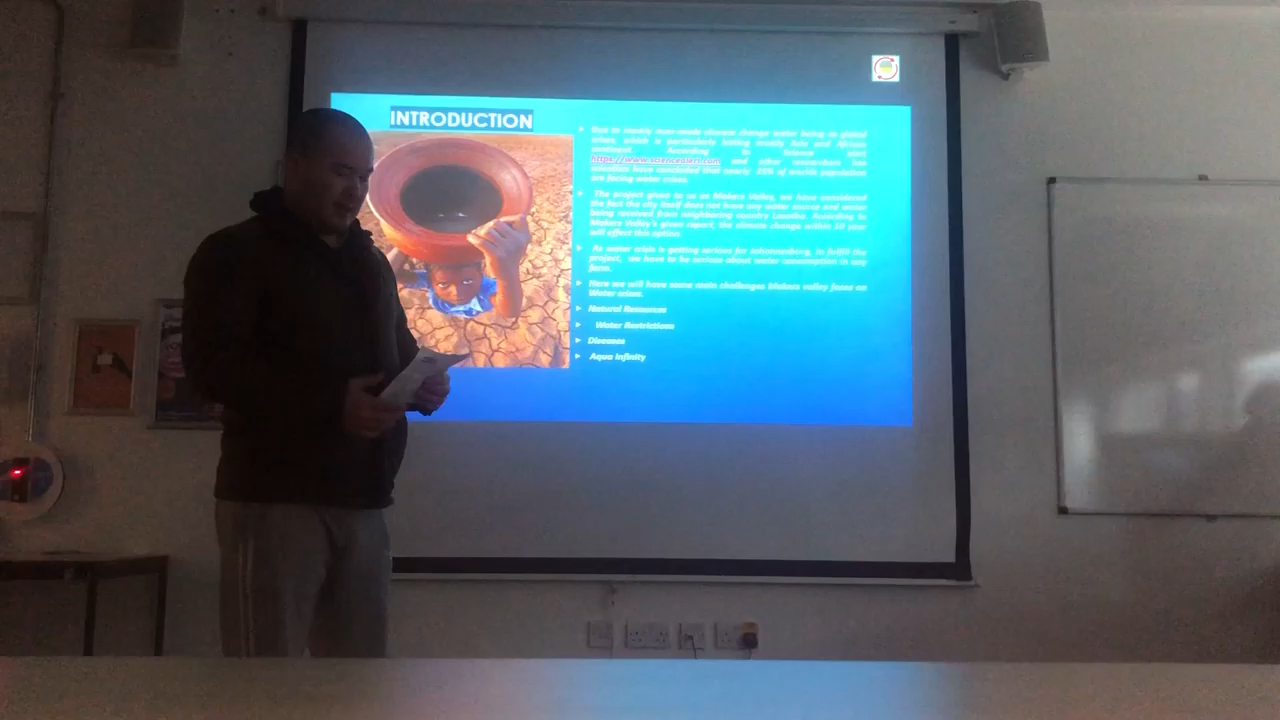 INTRODUCTION
Due to mostly man-made disease change water being as global
crises, which is particularly hitting mostly Asia and African
continent. According to Science alert
https://www.sciencealert.com and other researchers has
scientists have concluded that nearly 25% of worlds population
are facing water crises.
The project given to us as Makers Valley, we have considered
the fact the city itself does not have any water source and water
being received from neighboring country Lesotho. According to
Makers Valley's given report, the climate change within 10 year
will effect this option.
As water crisis is getting serious for Johannesburg, to fulfill the
project, we have to be serious about water consumption in any
form.
Here we will have some main challenges Makers valley faces on
Water crises.
Natural Resources
Water Restrictions
Diseases
Aqua Infinity